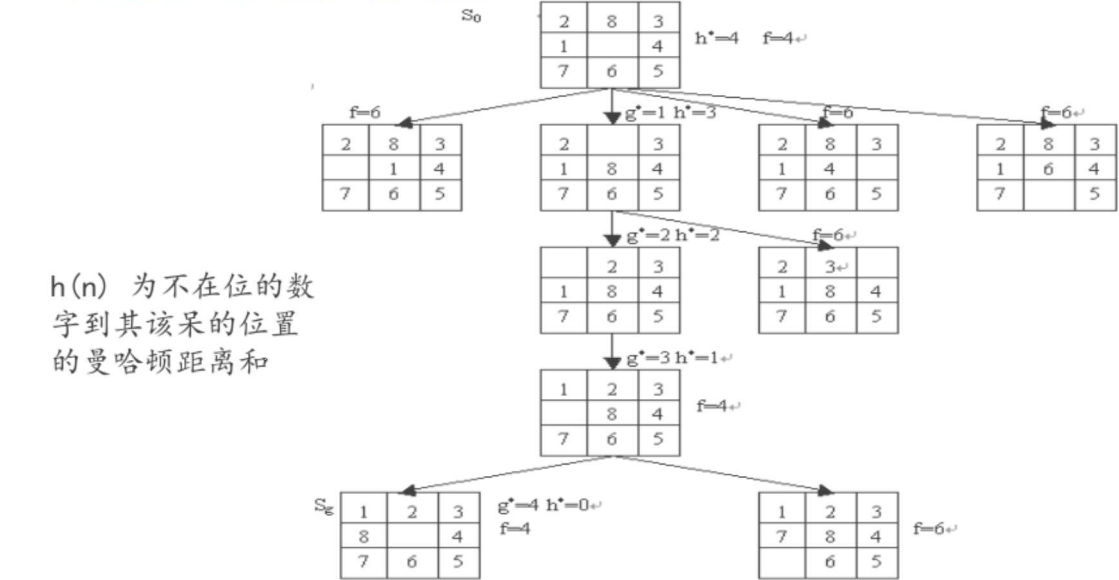 S₀
2 8 3
1 4
7 6 5
h*=4 f=4↵
f=6
2 8 3
1 4
7 6 5
g*=1 h*=3
2 3
1 8 4
7 6 5
f=6
2 8 3
1 4
7 6 5
f=6↵
2 8 3
1 6 4
7 5
g*=2 h*=2
2 3
1 8 4
7 6 5
f=6↵
2 3↵
1 8 4
7 6 5
h(n) 为不在位的数
字到其该呆的位置
的曼哈顿距离和
g*=3 h*=1↵
1 2 3
8 4
7 6 5
f=4↵
Sg
1 2 3
8 4
7 6 5
g*=4 h*=0↵
f=4
1 2 3
7 8 4
6 5
f=6↵